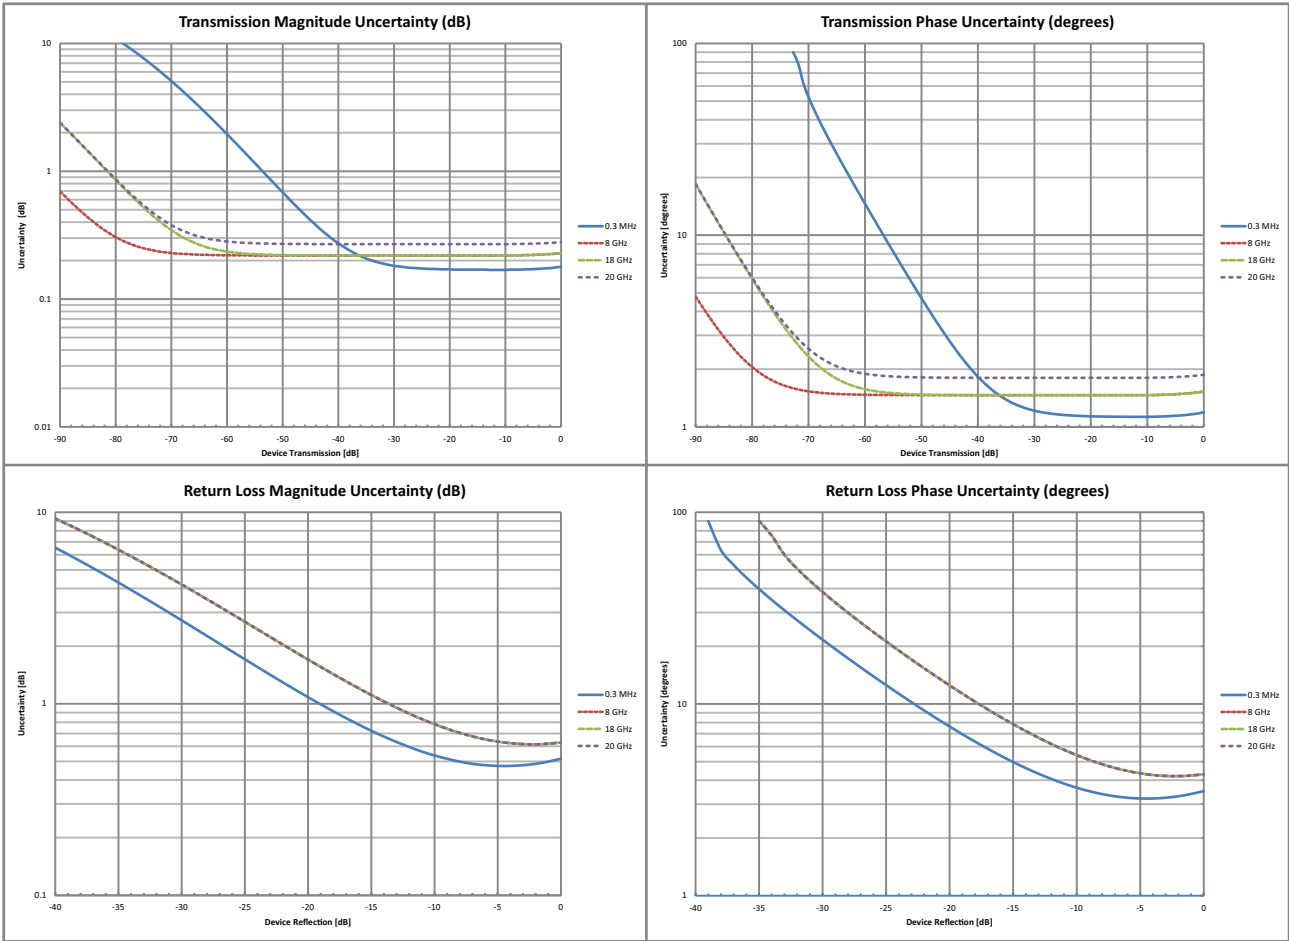 Transmission Magnitude Uncertainty (dB)
10
1
0.1
0.01
Uncertainty [dB]
-90 -80 -70 -60 -50 -40 -30 -20 -10 0
Device Transmission [dB]
0.3 MHz
8 GHz
18 GHz
20 GHz
Transmission Phase Uncertainty (degrees)
100
10
1
Uncertainty [degrees]
-90 -80 -70 -60 -50 -40 -30 -20 -10 0
Device Transmission [dB]
0.3 MHz
8 GHz
18 GHz
20 GHz
Return Loss Magnitude Uncertainty (dB)
10
1
0.1
Uncertainty [dB]
-40 -35 -30 -25 -20 -15 -10 -5 0
Device Reflection [dB]
0.3 MHz
8 GHz
18 GHz
20 GHz
Return Loss Phase Uncertainty (degrees)
100
10
1
Uncertainty [degrees]
-40 -35 -30 -25 -20 -15 -10 -5 0
Device Reflection [dB]
0.3 MHz
8 GHz
18 GHz
20 GHz